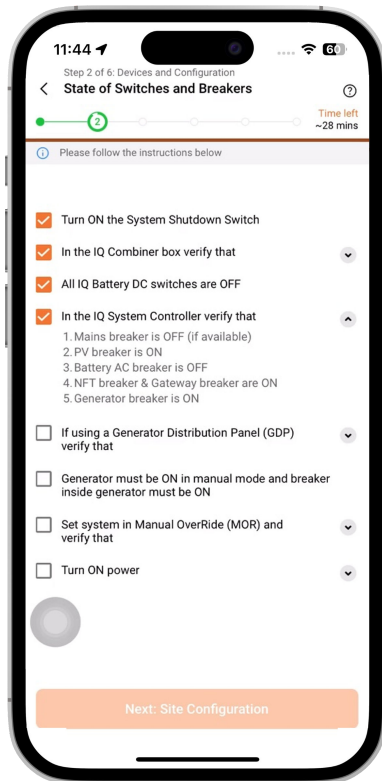 11:44
60
Step 2 of 6: Devices and Configuration
State of Switches and Breakers
2
Time left
~28 mins
Please follow the instructions below
Turn ON the System Shutdown Switch
In the IQ Combiner box verify that
All IQ Battery DC switches are OFF
In the IQ System Controller verify that
1. Mains breaker is OFF (if available)
2. PV breaker is ON
3. Battery AC breaker is OFF
4. NFT breaker & Gateway breaker are ON
5. Generator breaker is ON
If using a Generator Distribution Panel (GDP)
verify that
Generator must be ON in manual mode and breaker
inside generator must be ON
Set system in Manual OverRide (MOR) and
verify that
Turn ON power
Next: Site Configuration